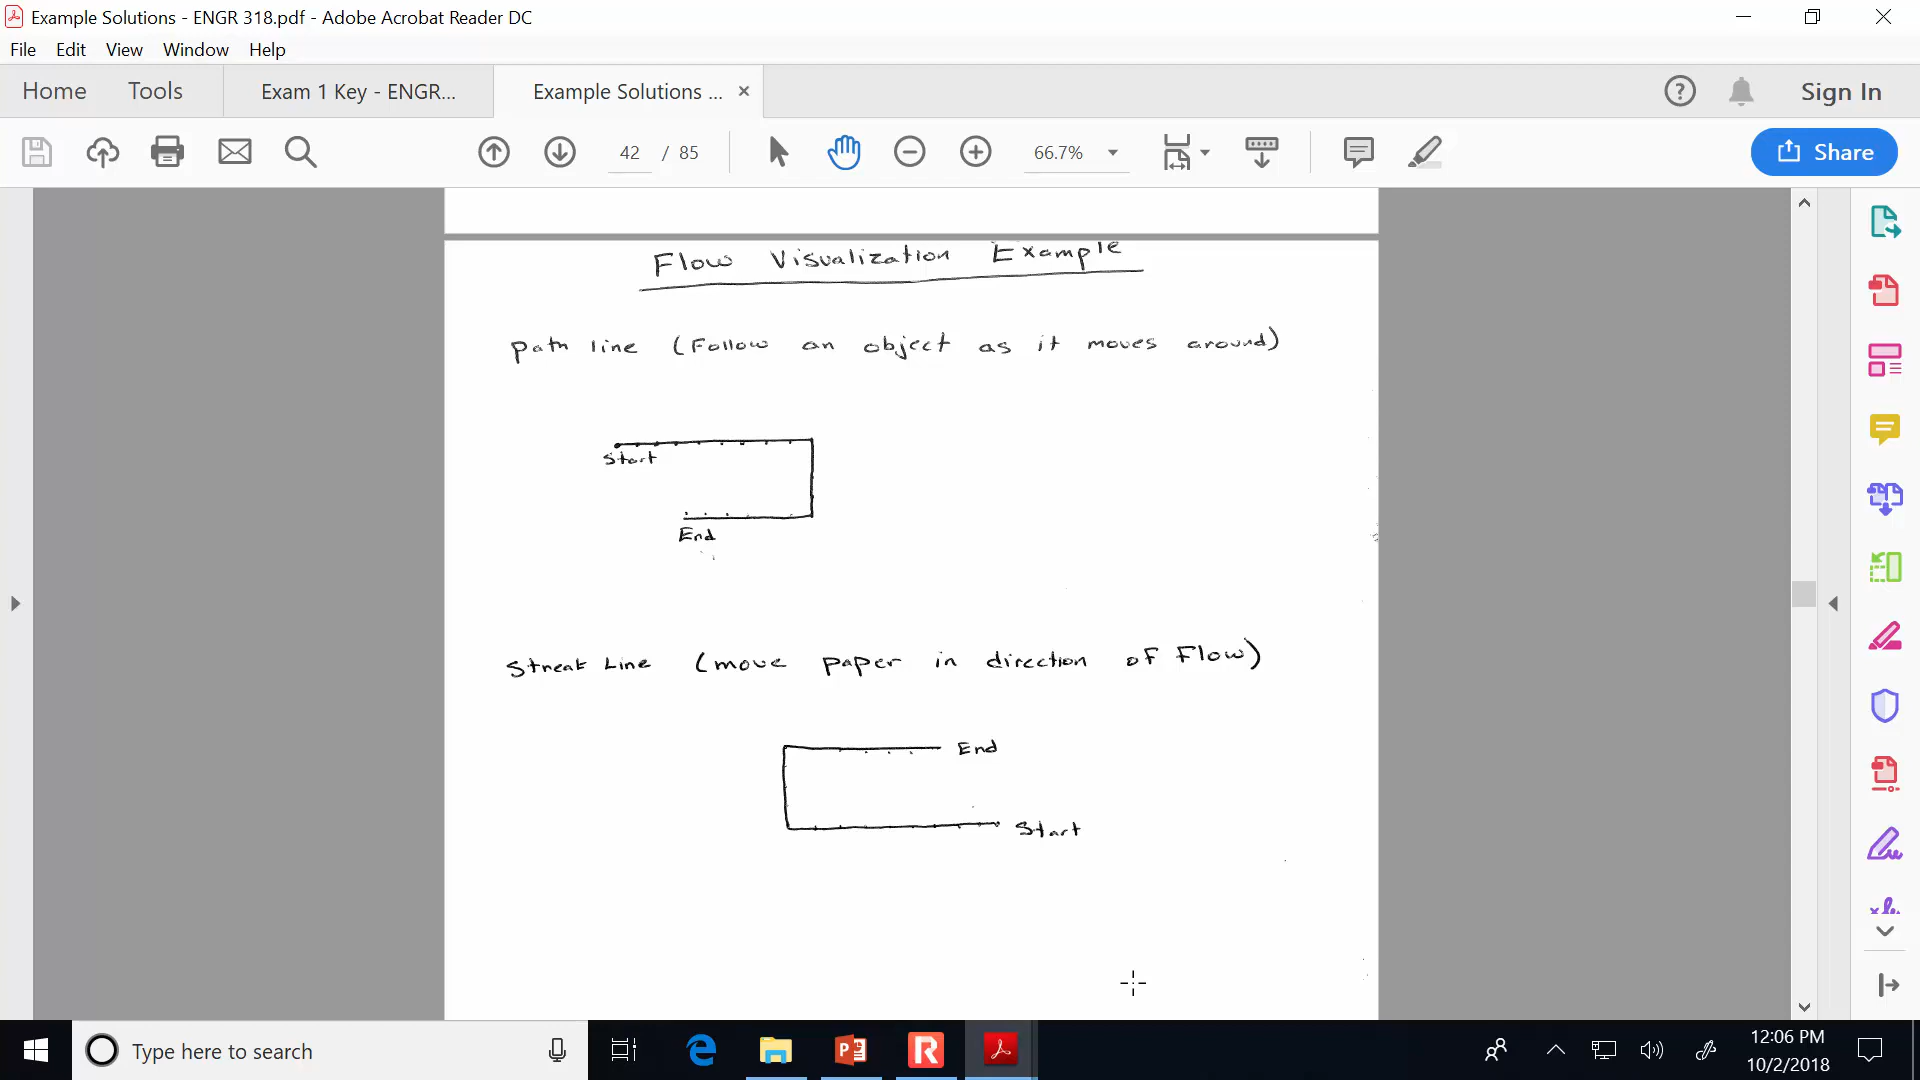 Example Solutions - ENGR 318.pdf - Adobe Acrobat Reader DC
File Edit View Window Help
Home Tools Exam 1 Key - ENGR... Example Solutions ... × Sign In
42 / 85 66.7% Share
Flow Visualization Example
path line (Follow an object as it moves around)
Start
End
Streak Line (move paper in direction of Flow)
End
Start
Type here to search
12:06 PM
10/2/2018